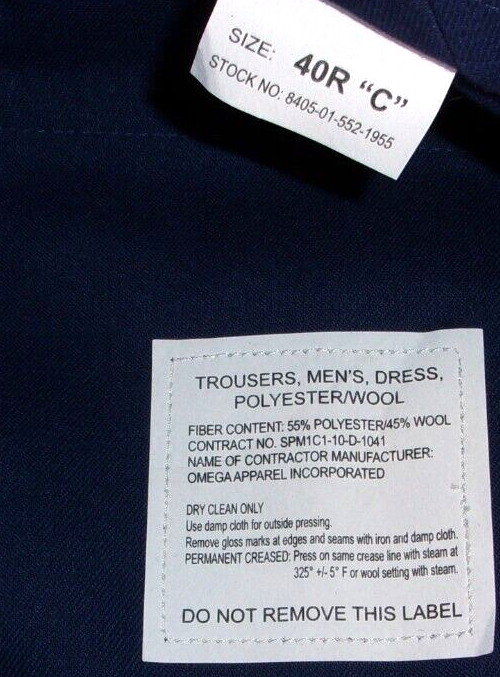 SIZE: 40R "C"
STOCK NO: 8405-01-552-1955
TROUSERS, MEN'S, DRESS,
POLYESTER/WOOL
FIBER CONTENT: 55% POLYESTER/45% WOOL
CONTRACT NO. SPM1C1-10-D-1041
NAME OF CONTRACTOR MANUFACTURER:
OMEGA APPAREL INCORPORATED
DRY CLEAN ONLY
Use damp cloth for outside pressing.
Remove gloss marks at edges and seams with iron and damp cloth.
PERMANENT CREASED: Press on same crease line with steam at
325° +/- 5° F or wool setting with steam.
DO NOT REMOVE THIS LABEL